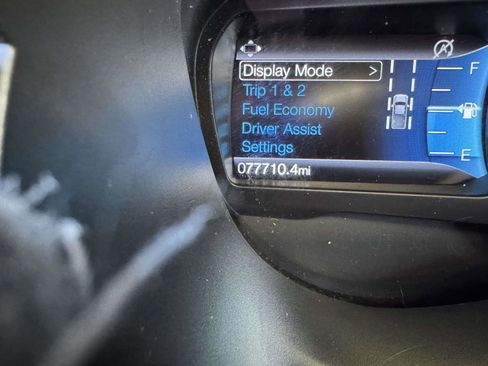 Display Mode >
Trip 1 & 2
Fuel Economy
Driver Assist
Settings
077710.4mi
F
E